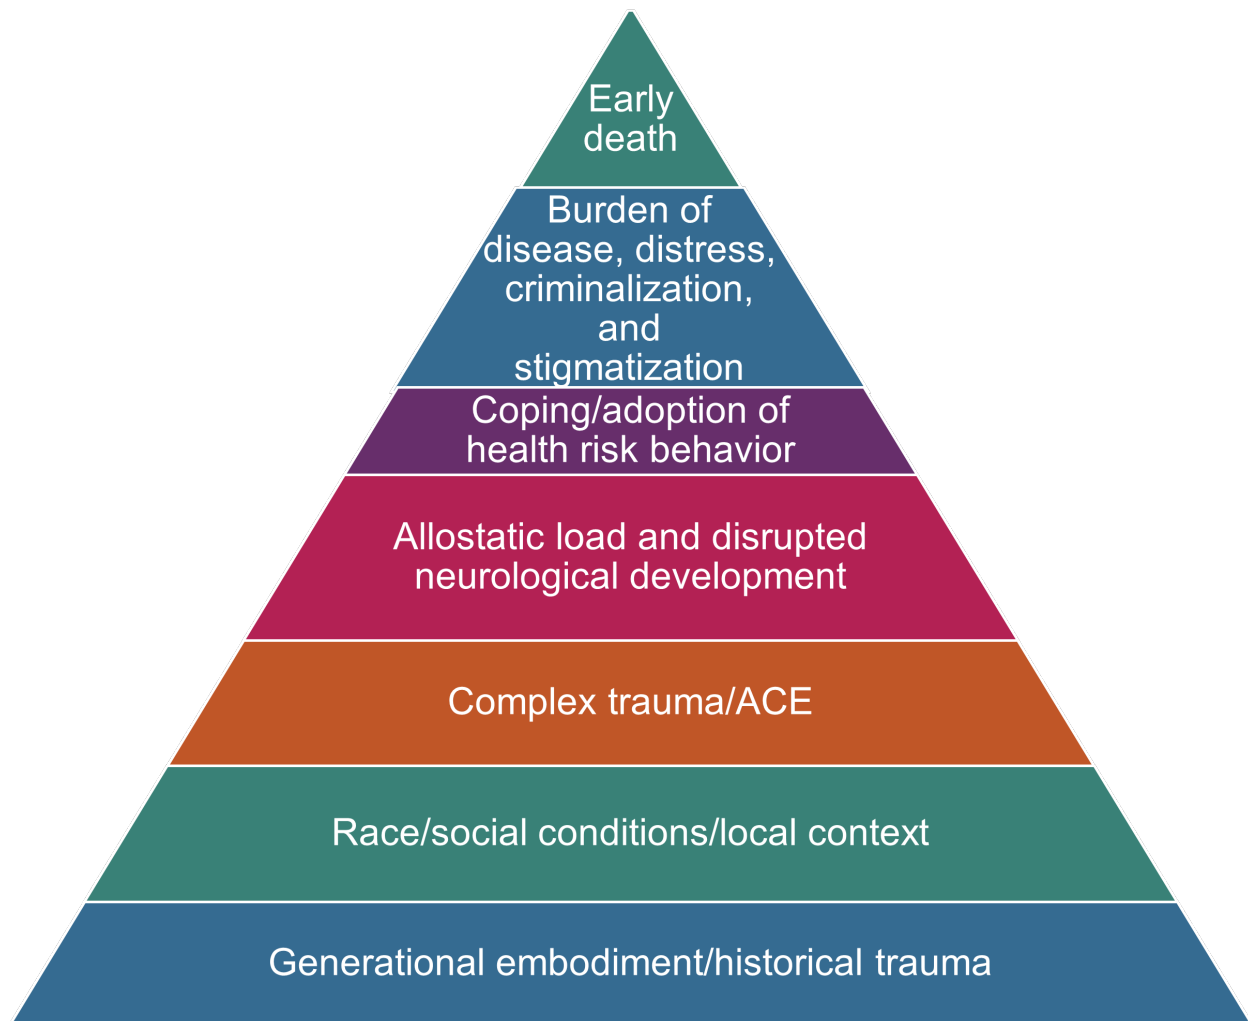 Early
death
Burden of
disease, distress,
criminalization,
and
stigmatization
Coping/adoption of
health risk behavior
Allostatic load and disrupted
neurological development
Complex trauma/ACE
Race/social conditions/local context
Generational embodiment/historical trauma